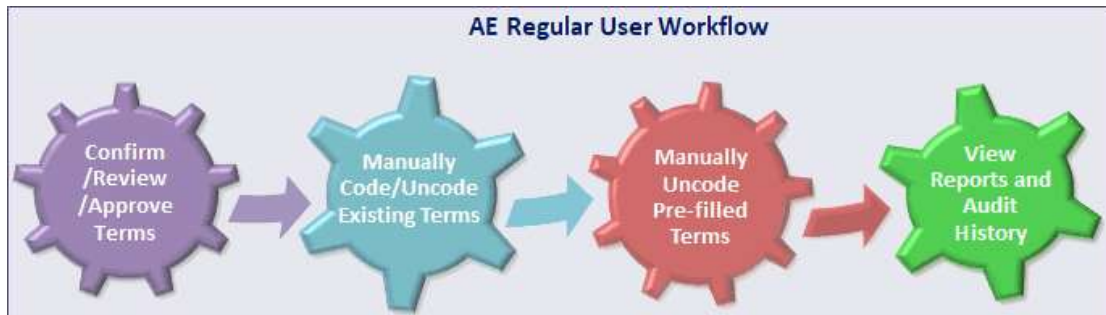 AE Regular User Workflow
Confirm
/Review
/Approve
Terms
Manually
Code/Uncode
Existing Terms
Manually
Uncode
Pre-filled
Terms
View
Reports and
Audit
History